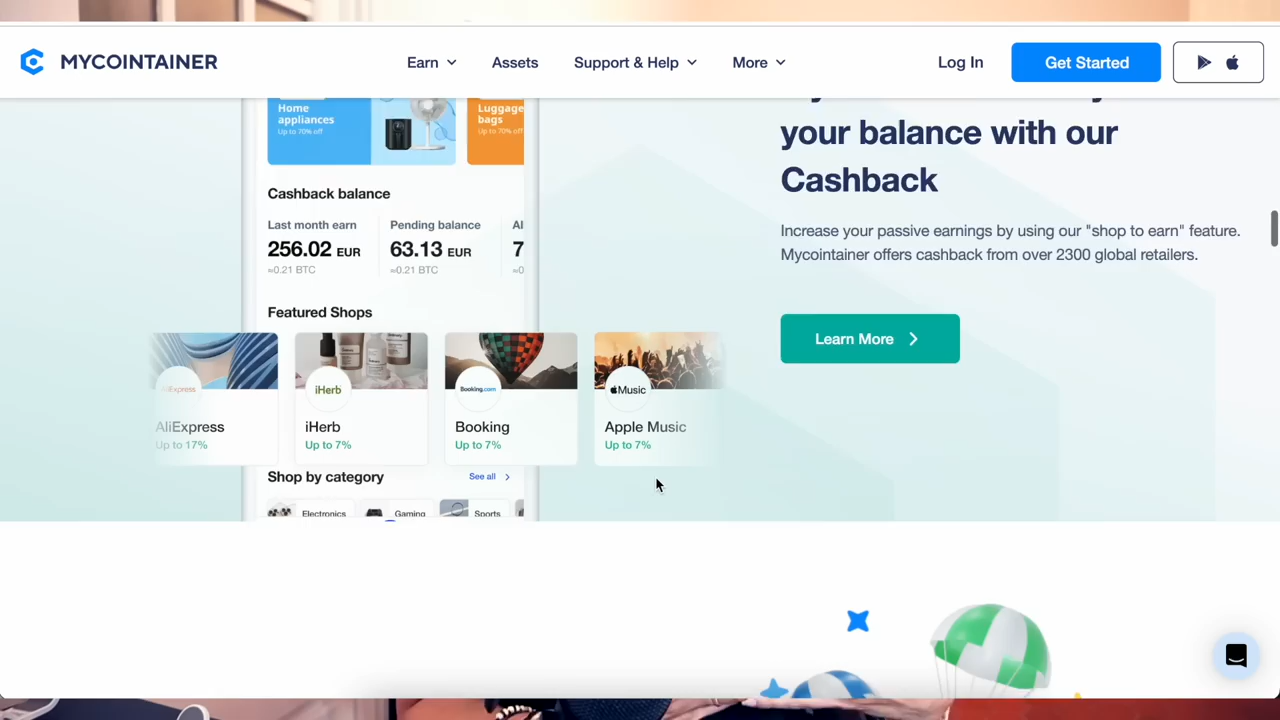 MYCOINTAINER
Earn
Assets
Support & Help
More
Log In
Get Started
Home
appliances
Up to 70% off
Luggage
bags
Up to 70% off
your balance with our
Cashback
Increase your passive earnings by using our "shop to earn" feature.
Mycointainer offers cashback from over 2300 global retailers.
Learn More
Cashback balance
Last month earn
256.02 EUR
≈0.21 BTC
Pending balance
63.13 EUR
≈0.21 BTC
Al
7
≈0
Featured Shops
AliExpress
AliExpress
Up to 17%
iHerb
iHerb
Up to 7%
Booking.com
Booking
Up to 7%
Music
Apple Music
Up to 7%
Shop by category
See all
Electronics
Gaming
Sports